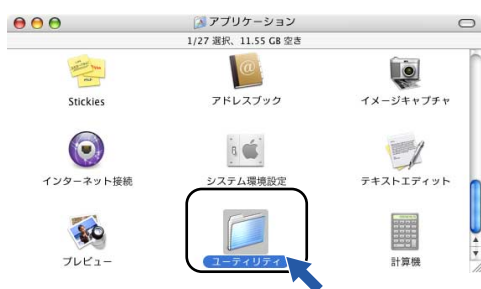 アプリケーション
1/27 選択、11.55 GB 空き
Stickies
アドレスブック
イメージキャプチャ
インターネット接続
システム環境設定
テキストエディット
プレビュー
ユーティリティ
計算機